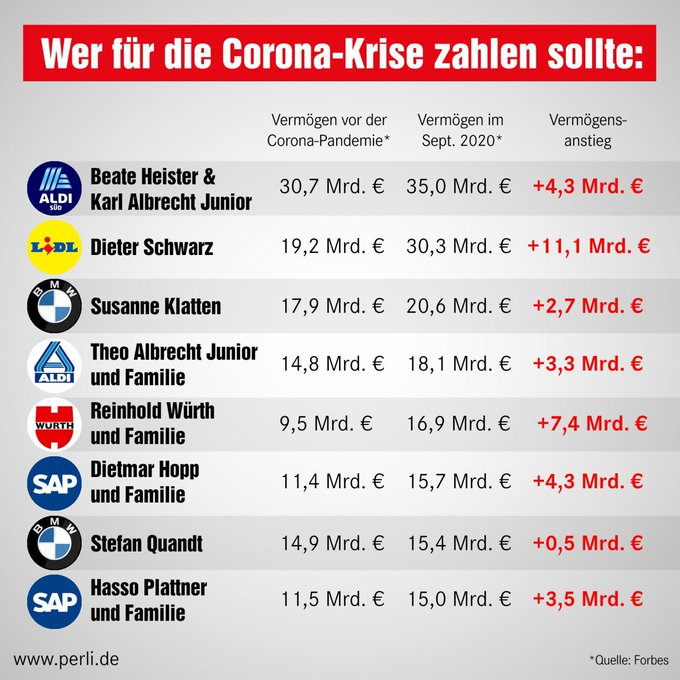 Wer für die Corona-Krise zahlen sollte:
Vermögen vor der Vermögen im Vermögens-
Corona-Pandemie* Sept. 2020* anstieg
ALDI SÜD
Beate Heister &
Karl Albrecht Junior
30,7 Mrd. € 35,0 Mrd. € +4,3 Mrd. €
LiDL
Dieter Schwarz 19,2 Mrd. € 30,3 Mrd. € +11,1 Mrd. €
BMW
Susanne Klatten 17,9 Mrd. € 20,6 Mrd. € +2,7 Mrd. €
ALDI
Theo Albrecht Junior
und Familie
14,8 Mrd. € 18,1 Mrd. € +3,3 Mrd. €
WÜRTH
Reinhold Würth
und Familie
9,5 Mrd. € 16,9 Mrd. € +7,4 Mrd. €
SAP
Dietmar Hopp
und Familie
11,4 Mrd. € 15,7 Mrd. € +4,3 Mrd. €
BMW
Stefan Quandt 14,9 Mrd. € 15,4 Mrd. € +0,5 Mrd. €
SAP
Hasso Plattner
und Familie
11,5 Mrd. € 15,0 Mrd. € +3,5 Mrd. €
www.perli.de *Quelle: Forbes